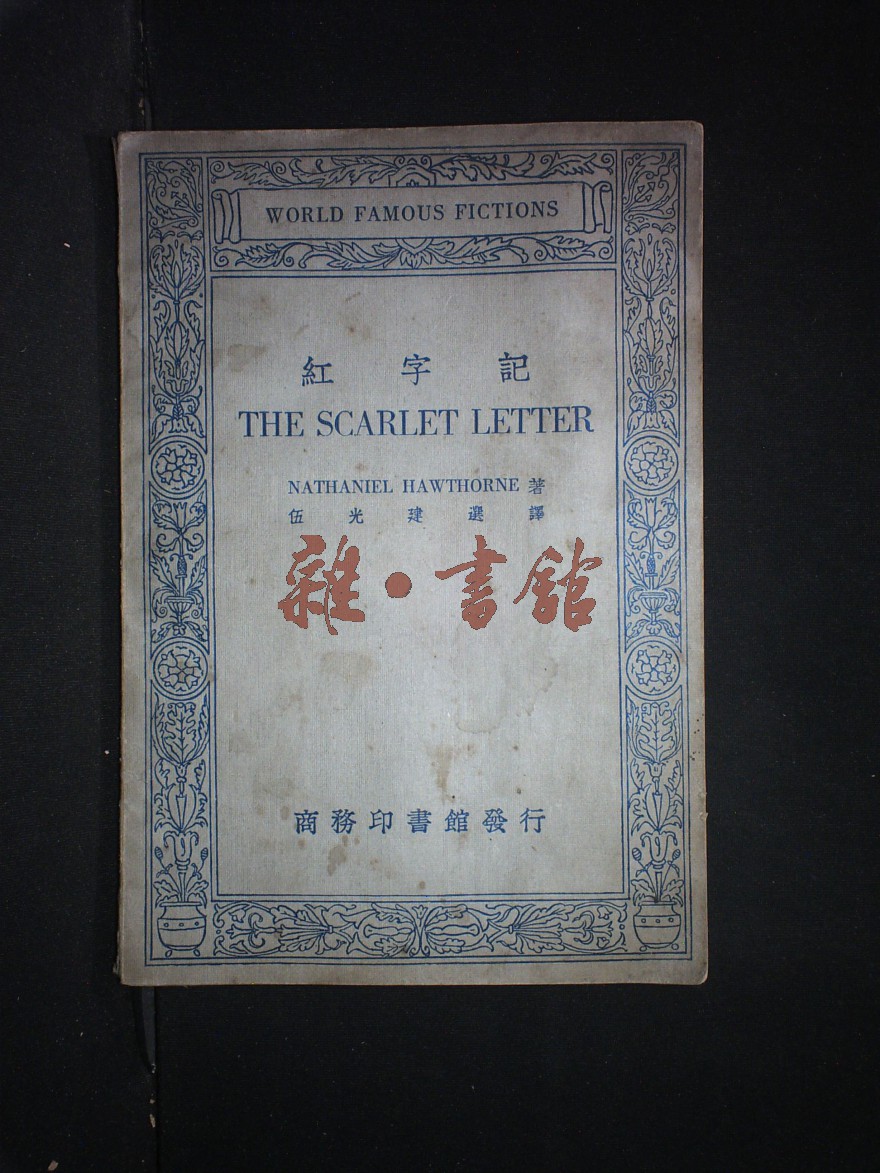 WORLD FAMOUS FICTIONS
紅字記
THE SCARLET LETTER
NATHANIEL HAWTHORNE 著
伍光建選譯
雜·書館
商務印書館發行